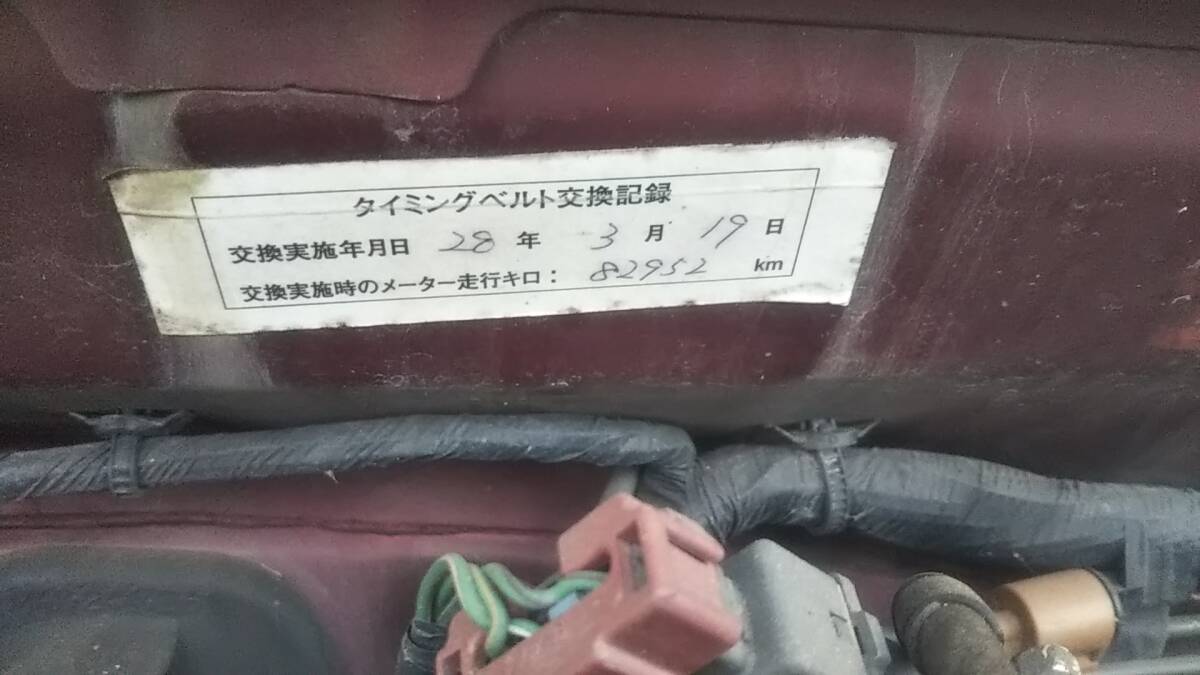 タイミングベルト交換記録
交換実施年月日 28 年 3 月 19 日
交換実施時のメーター走行キロ： 82952 km